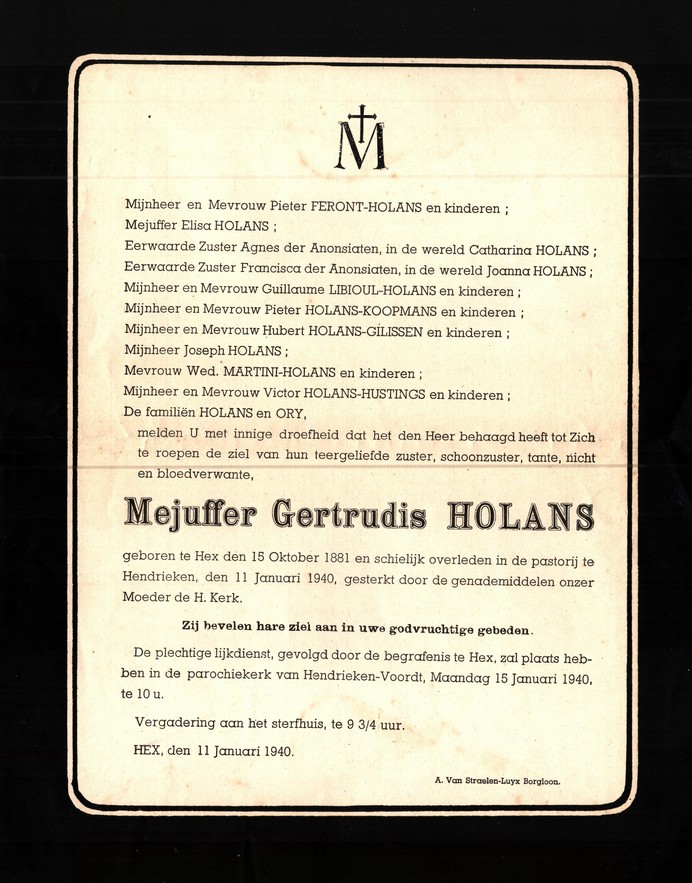 M
Mijnheer en Mevrouw Pieter FERONT-HOLANS en kinderen ;
Mejuffer Elisa HOLANS ;
Eerwaarde Zuster Agnes der Anonsiaten, in de wereld Catharina HOLANS ;
Eerwaarde Zuster Francisca der Anonsiaten, in de wereld Joanna HOLANS ;
Mijnheer en Mevrouw Guillaume LIBIOUL-HOLANS en kinderen ;
Mijnheer en Mevrouw Pieter HOLANS-KOOPMANS en kinderen ;
Mijnheer en Mevrouw Hubert HOLANS-GILISSEN en kinderen ;
Mijnheer Joseph HOLANS ;
Mevrouw Wed. MARTINI-HOLANS en kinderen ;
Mijnheer en Mevrouw Victor HOLANS-HUSTINGS en kinderen ;
De familiën HOLANS en ORY,
melden U met innige droefheid dat het den Heer behaagd heeft tot Zich
te roepen de ziel van hun teergeliefde zuster, schoonzuster, tante, nicht
en bloedverwante,
Mejuffer Gertrudis HOLANS
geboren te Hex den 15 Oktober 1881 en schielijk overleden in de pastorij te
Hendrieken, den 11 Januari 1940, gesterkt door de genademiddelen onzer
Moeder de H. Kerk.
Zij bevelen hare ziel aan in uwe godvruchtige gebeden.
De plechtige lijkdienst, gevolgd door de begrafenis te Hex, zal plaats heb-
ben in de parochiekerk van Hendrieken-Voordt, Maandag 15 Januari 1940,
te 10 u.
Vergadering aan het sterfhuis, te 9 3/4 uur.
HEX, den 11 Januari 1940.
A. Van Straelen-Luyx Borgloon.